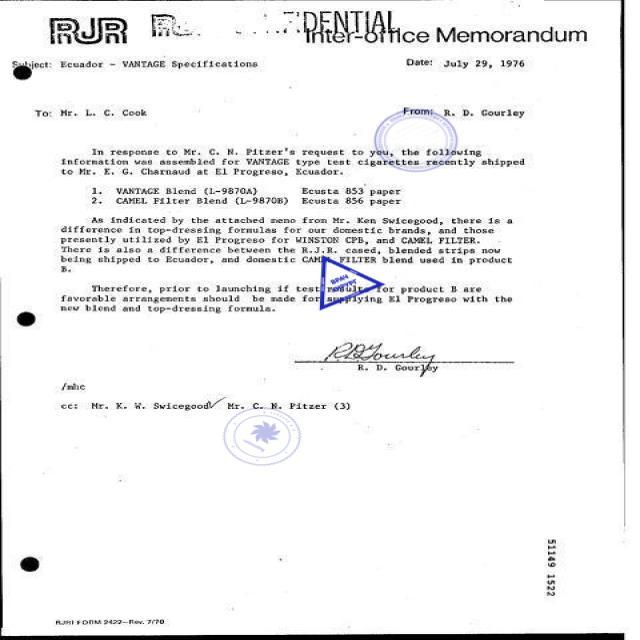 RJR
Inter-office Memorandum
Subject: Ecuador - VANTAGE Specifications
Date: July 29, 1976
To: Mr. L. C. Cook
From: R. D. Gourley
In response to Mr. C. N. Pitzer's request to you, the following
information was assembled for VANTAGE type test cigarettes recently shipped
to Mr. E. G. Charnaud at El Progreso, Ecuador.
1. VANTAGE Blend (L-9870A) Ecusta 853 paper
2. CAMEL Filter Blend (L-9870B) Ecusta 856 paper
As indicated by the attached memo from Mr. Ken Swicegood, there is a
difference in top-dressing formulas for our domestic brands, and those
presently utilized by El Progreso for WINSTON CPB, and CAMEL FILTER.
There is also a difference between the R.J.R. cased, blended strips now
being shipped to Ecuador, and domestic CAMEL FILTER blend used in product
B.
Therefore, prior to launching if test results for product B are
favorable arrangements should be made for supplying El Progreso with the
new blend and top-dressing formula.
R D Gourley
R. D. Gourley
/mhc
cc: Mr. K. W. Swicegood Mr. C. N. Pitzer (3)
51149 1522
RJRI FORM 2422-Rev. 7/70